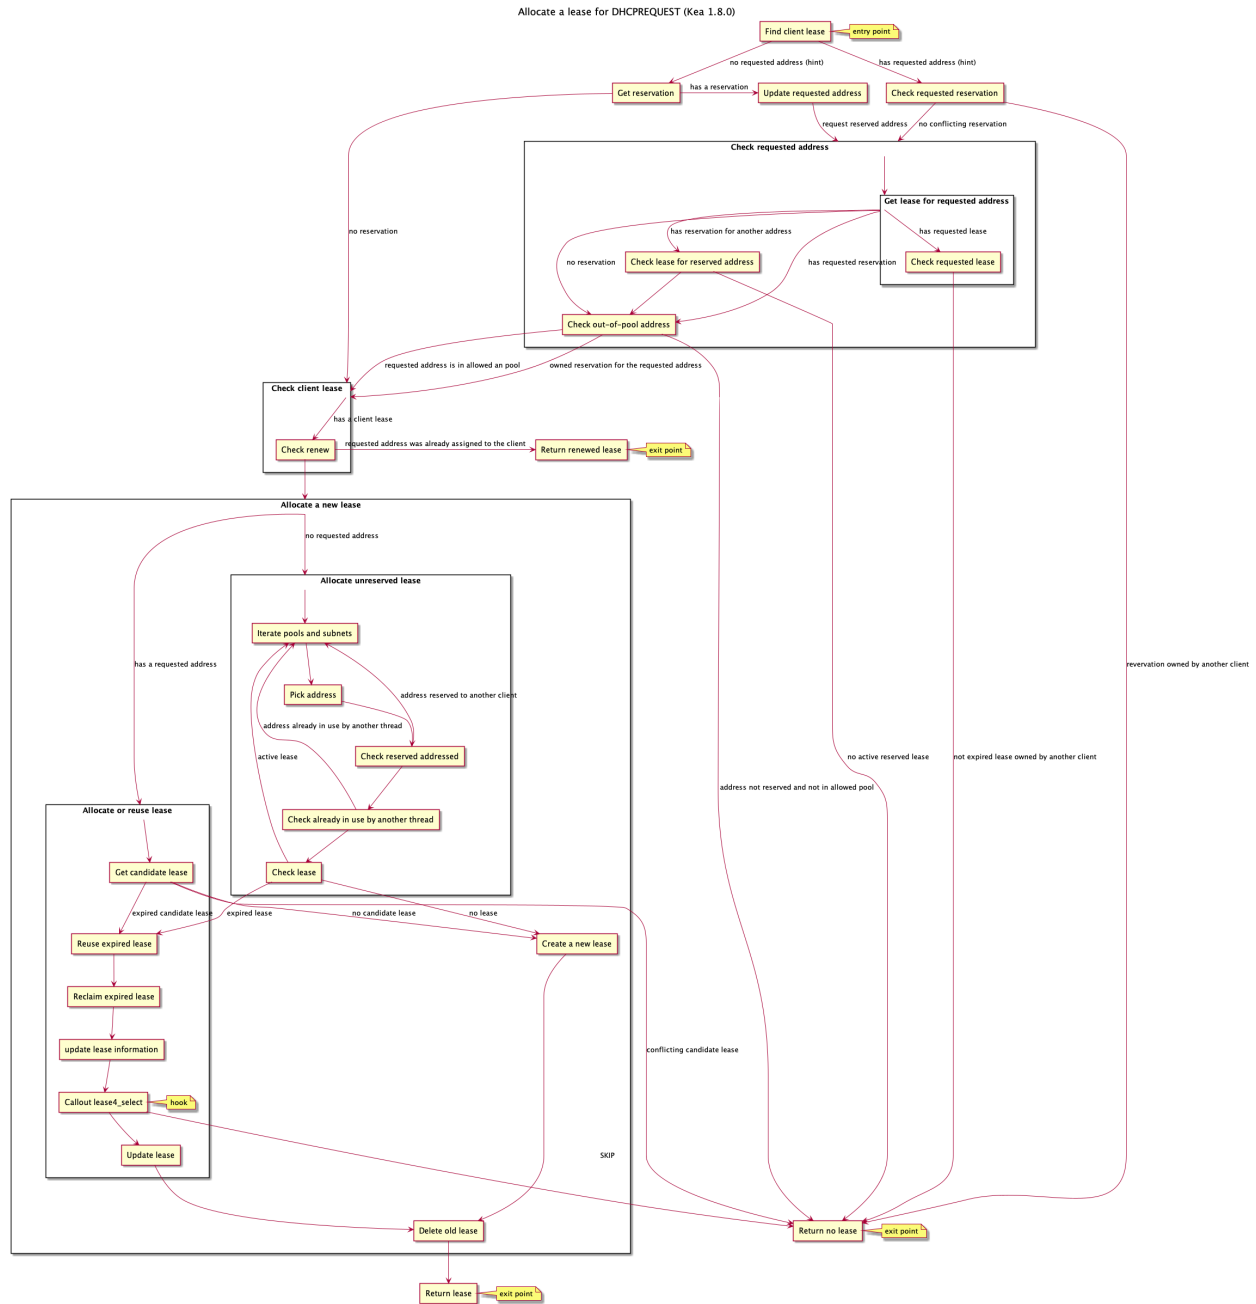 Allocate a lease for DHCPREQUEST (Kea 1.8.0)
Find client lease
entry point
no requested address (hint)
has requested address (hint)
Get reservation
has a reservation
Update requested address
Check requested reservation
request reserved address
no conflicting reservation
Check requested address
Get lease for requested address
no reservation
has reservation for another address
has requested lease
Check lease for reserved address
Check requested lease
no reservation
has requested reservation
Check out-of-pool address
requested address is in allowed an pool
owned reservation for the requested address
Check client lease
has a client lease
Check renew
requested address was already assigned to the client
Return renewed lease
exit point
Allocate a new lease
no requested address
Allocate unreserved lease
Iterate pools and subnets
has a requested address
revervation owned by another client
Pick address
address reserved to another client
address already in use by another thread
Check reserved addressed
active lease
no active reserved lease
not expired lease owned by another client
address not reserved and not in allowed pool
Allocate or reuse lease
Check already in use by another thread
Get candidate lease
Check lease
expired candidate lease
expired lease
no candidate lease
no lease
Reuse expired lease
Create a new lease
Reclaim expired lease
update lease information
conflicting candidate lease
Callout lease4_select
hook
Update lease
SKIP
Delete old lease
Return no lease
exit point
Return lease
exit point